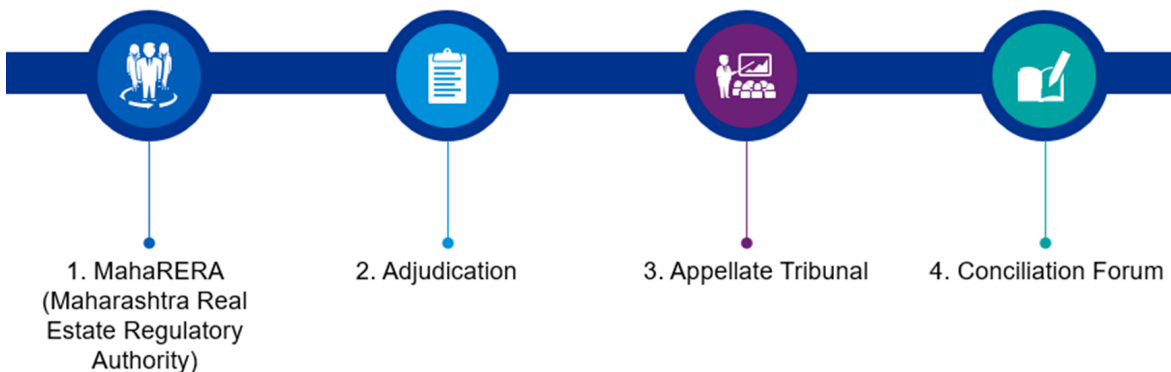 1. MahaRERA
(Maharashtra Real
Estate Regulatory
Authority)
2. Adjudication
3. Appellate Tribunal
4. Conciliation Forum